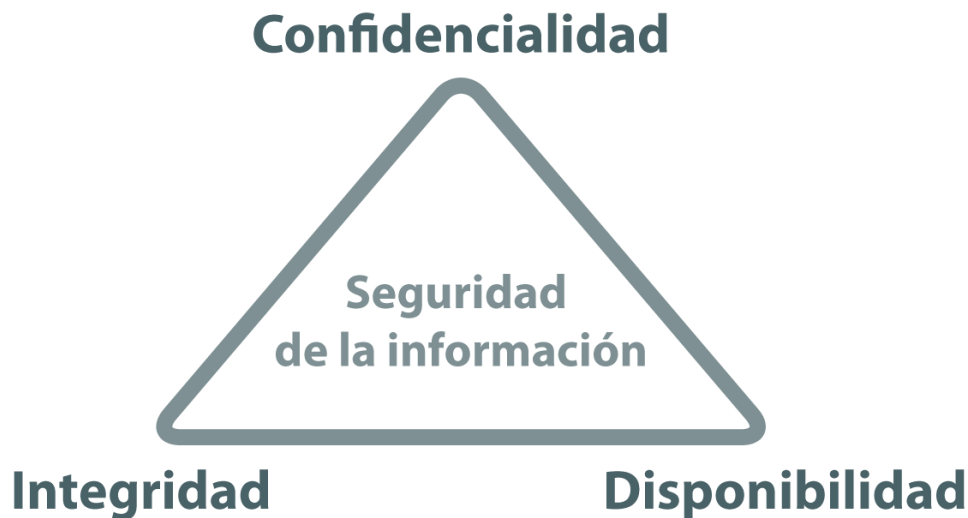 Confidencialidad
Seguridad
de la información
Integridad
Disponibilidad